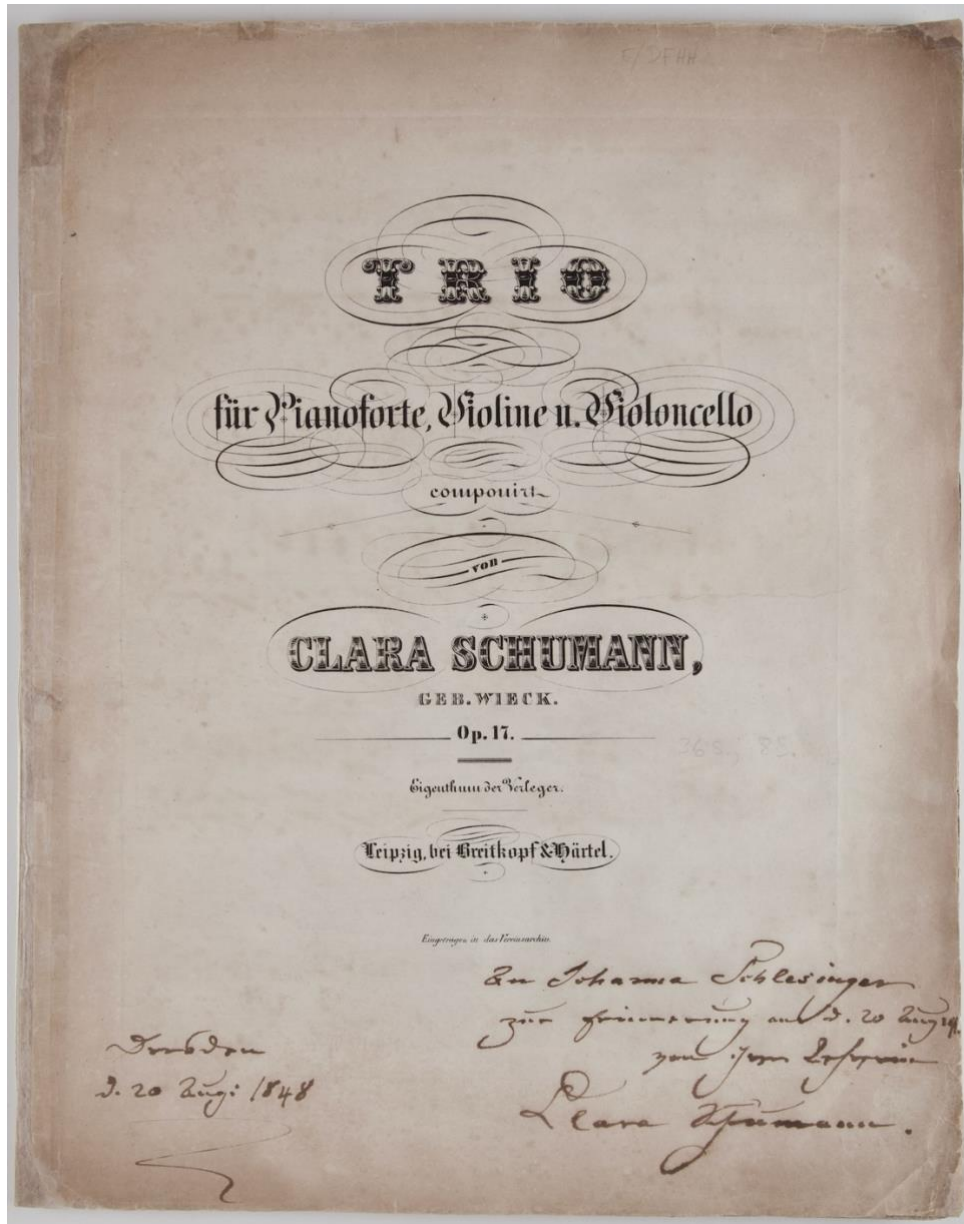 TRIO
für Pianoforte, Violine u. Violoncello
componirt
von
CLARA SCHUMANN,
GEB. WIECK.
Op. 17.
Eigenthum der Verleger.
Leipzig, bei Breitkopf & Härtel.
Eingetragen in das Vereinsarchiv.
An Johanna Schlesinger
zur Erinnerung an d. 20 Aug
von ihrer Lehrerin
Clara Schumann.
Dresden
d. 20 Aug: 1848